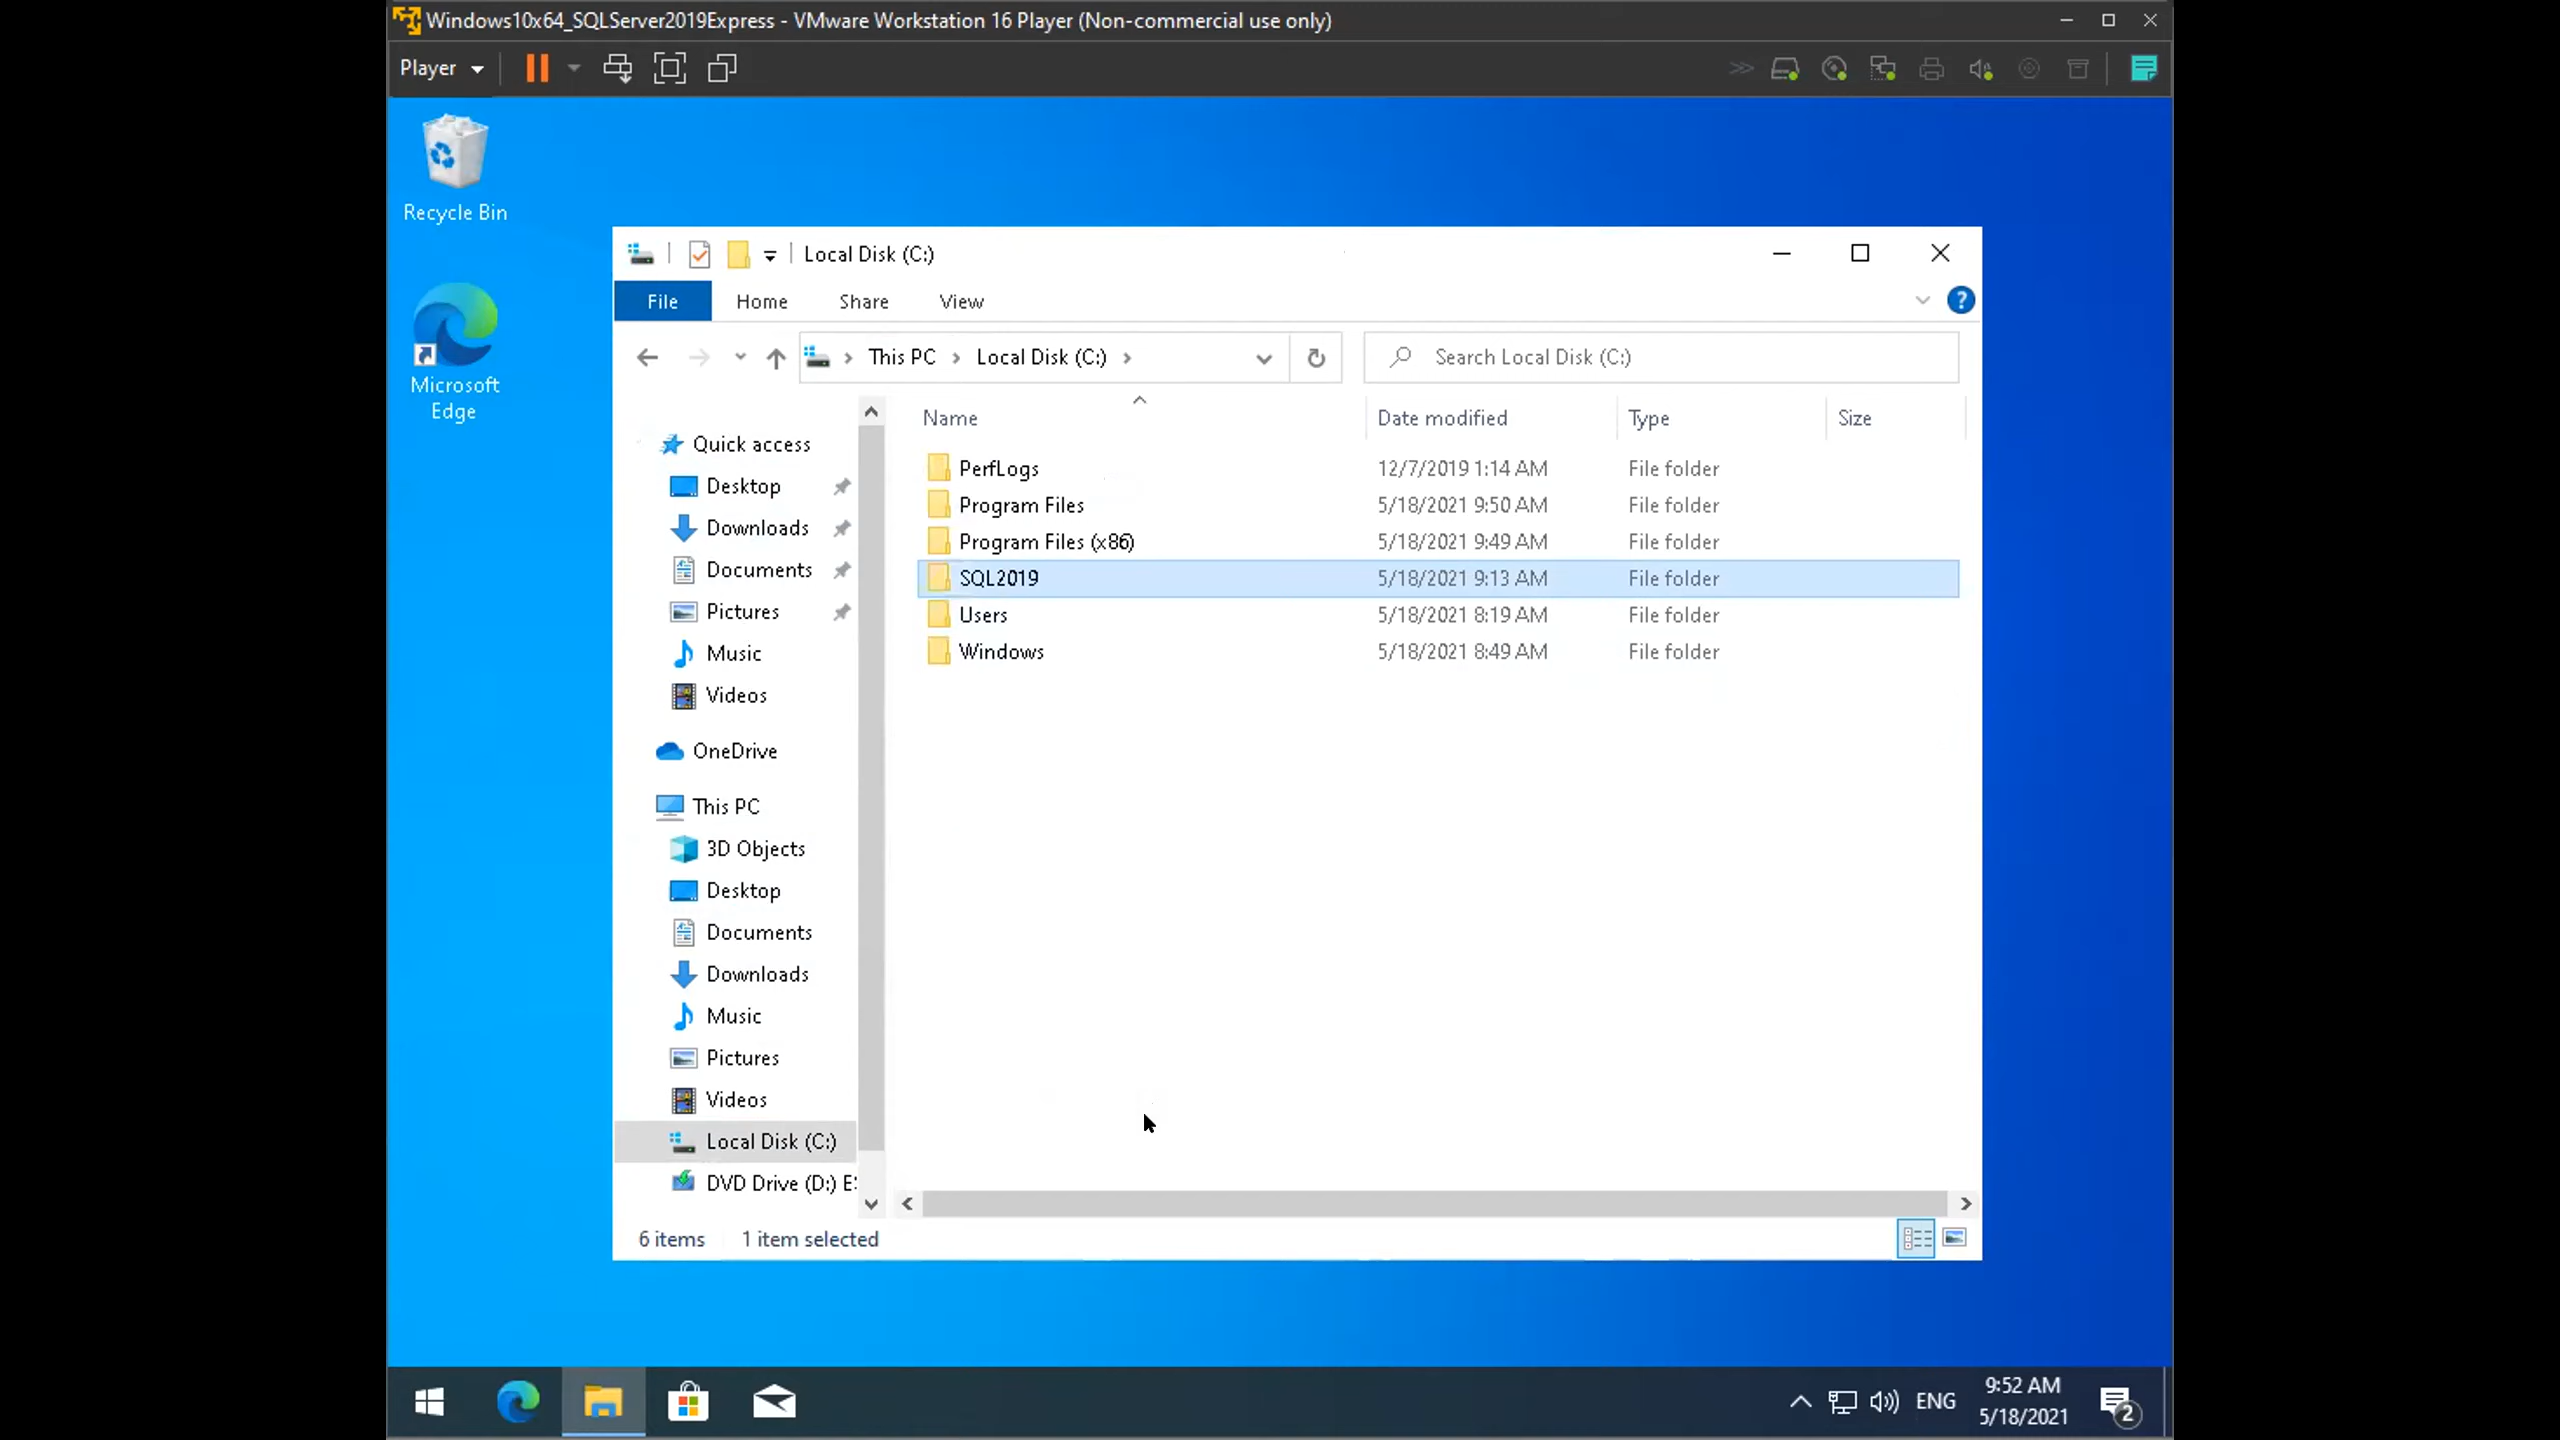 Windows10x64_SQLServer2019Express - VMware Workstation 16 Player (Non-commercial use only)
Player
Recycle Bin
Microsoft
Edge
Local Disk (C:)
File Home Share View
This PC Local Disk (C:)
Search Local Disk (C:)
Name Date modified Type Size
PerfLogs 12/7/2019 1:14 AM File folder
Program Files 5/18/2021 9:50 AM File folder
Program Files (x86) 5/18/2021 9:49 AM File folder
SQL2019 5/18/2021 9:13 AM File folder
Users 5/18/2021 8:19 AM File folder
Windows 5/18/2021 8:49 AM File folder
Quick access
Desktop
Downloads
Documents
Pictures
Music
Videos
OneDrive
This PC
3D Objects
Desktop
Documents
Downloads
Music
Pictures
Videos
Local Disk (C:)
DVD Drive (D:) E
6 items 1 item selected
ENG
9:52 AM
5/18/2021
2